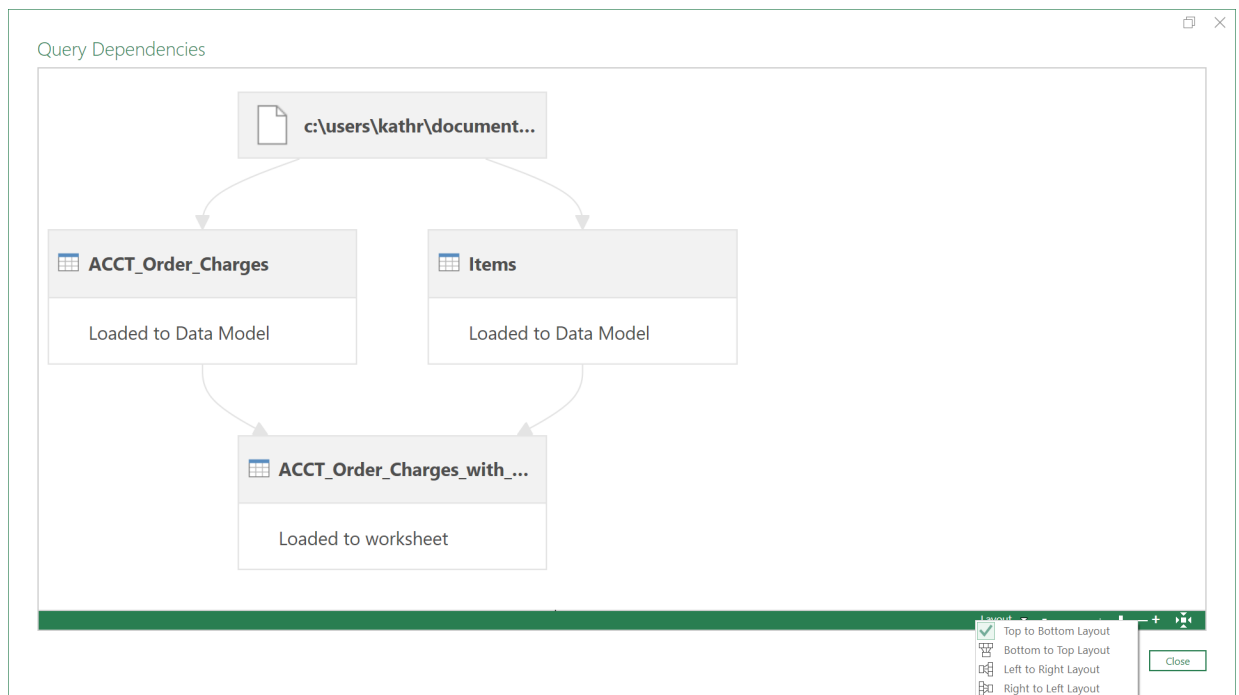 Query Dependencies
c:\users\kathr\document...
ACCT_Order_Charges
Items
Loaded to Data Model
Loaded to Data Model
ACCT_Order_Charges_with_...
Loaded to worksheet
Layout
Top to Bottom Layout
Bottom to Top Layout
Left to Right Layout
Right to Left Layout
Close